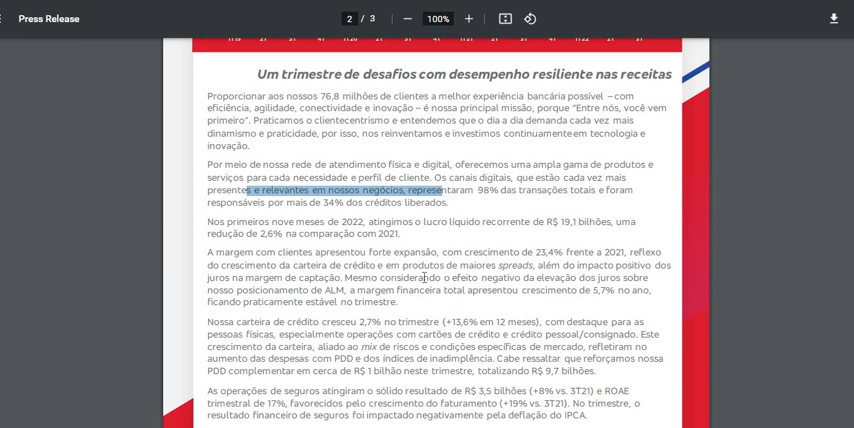 Press Release
2 / 3
100%
Um trimestre de desafios com desempenho resiliente nas receitas
Proporcionar aos nossos 76,8 milhões de clientes a melhor experiência bancária possível – com
eficiência, agilidade, conectividade e inovação – é nossa principal missão, porque "Entre nós, você vem
primeiro". Praticamos o clientecentrismo e entendemos que o dia a dia demanda cada vez mais
dinamismo e praticidade, por isso, nos reinventamos e investimos continuamente em tecnologia e
inovação.
Por meio de nossa rede de atendimento física e digital, oferecemos uma ampla gama de produtos e
serviços para cada necessidade e perfil de cliente. Os canais digitais, que estão cada vez mais
presentes e relevantes em nossos negócios, representaram 98% das transações totais e foram
responsáveis por mais de 34% dos créditos liberados.
Nos primeiros nove meses de 2022, atingimos o lucro líquido recorrente de R$ 19,1 bilhões, uma
redução de 2,6% na comparação com 2021.
A margem com clientes apresentou forte expansão, com crescimento de 23,4% frente a 2021, reflexo
do crescimento da carteira de crédito e em produtos de maiores spreads, além do impacto positivo dos
juros na margem de captação. Mesmo considerando o efeito negativo da elevação dos juros sobre
nosso posicionamento de ALM, a margem financeira total apresentou crescimento de 5,7% no ano,
ficando praticamente estável no trimestre.
Nossa carteira de crédito cresceu 2,7% no trimestre (+13,6% em 12 meses), com destaque para as
pessoas físicas, especialmente operações com cartões de crédito e crédito pessoal/consignado. Este
crescimento da carteira, aliado ao mix de riscos e condições específicas de mercado, refletiram no
aumento das despesas com PDD e dos índices de inadimplência. Cabe ressaltar que reforçamos nossa
PDD complementar em cerca de R$ 1 bilhão neste trimestre, totalizando R$ 9,7 bilhões.
As operações de seguros atingiram o sólido resultado de R$ 3,5 bilhões (+8% vs. 3T21) e ROAE
trimestral de 17%, favorecidos pelo crescimento do faturamento (+19% vs. 3T21). No trimestre, o
resultado financeiro de seguros foi impactado negativamente pela deflação do IPCA.